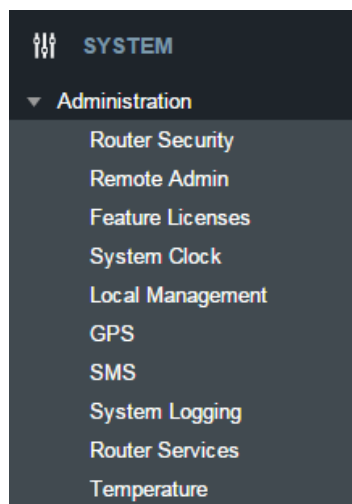 SYSTEM
Administration
Router Security
Remote Admin
Feature Licenses
System Clock
Local Management
GPS
SMS
System Logging
Router Services
Temperature